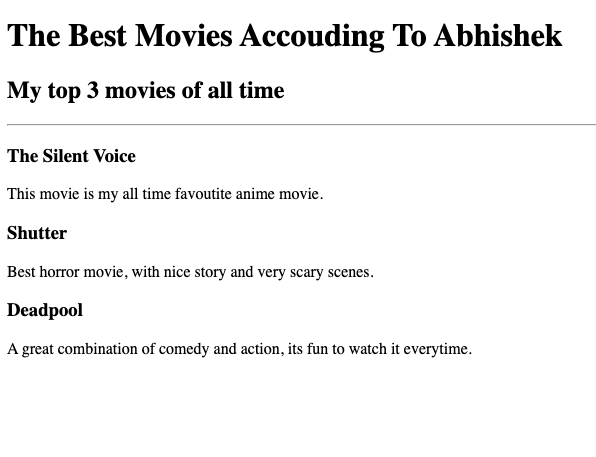 The Best Movies Accouding To Abhishek
My top 3 movies of all time
The Silent Voice
This movie is my all time favoutite anime movie.
Shutter
Best horror movie, with nice story and very scary scenes.
Deadpool
A great combination of comedy and action, its fun to watch it everytime.